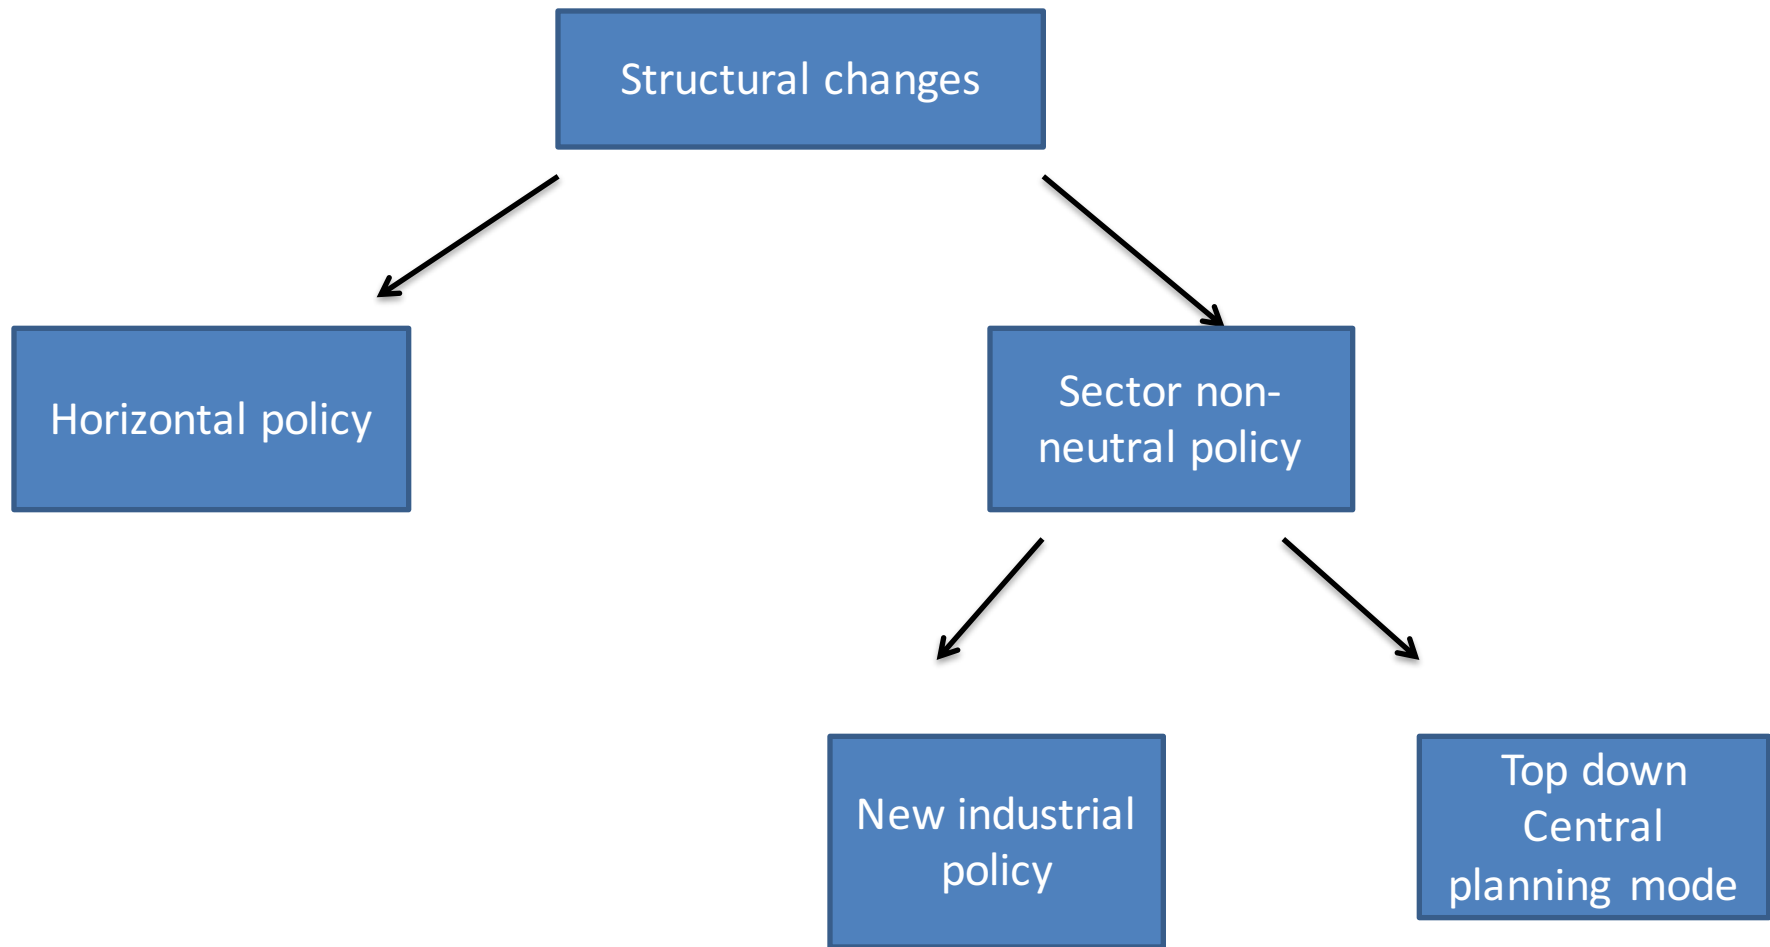 Structural changes
Horizontal policy
Sector non-
neutral policy
New industrial
policy
Top down
Central
planning mode